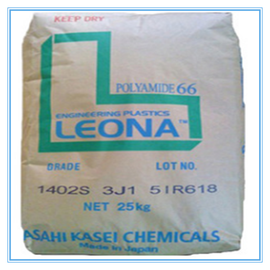 KEEP DRY
POLYAMIDE 66
ENGINEERING PLASTICS
LEONA™
GRADE LOT NO.
1402S 3J1 51R618
NET 25kg
ASAHI KASEI CHEMICALS
Made in Japan